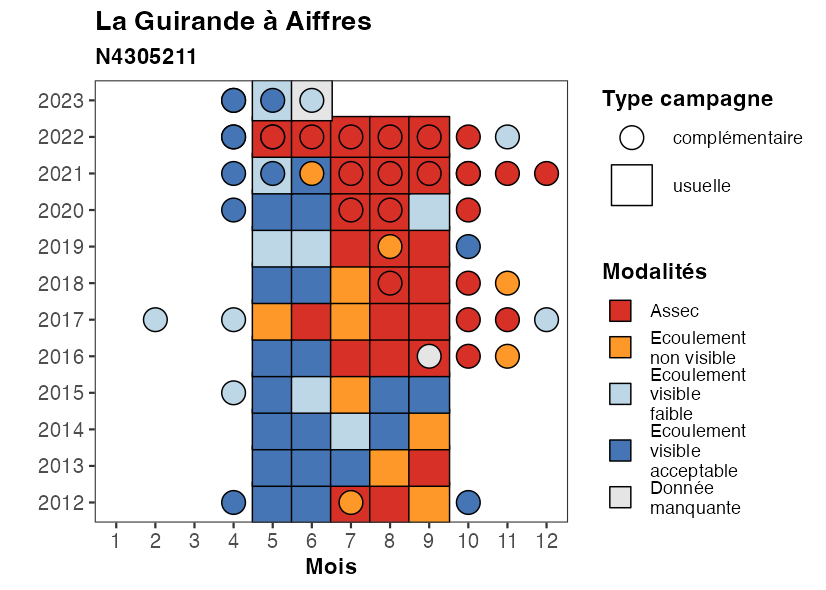 La Guirande à Aiffres
N4305211
2023
2022
2021
2020
2019
2018
2017
2016
2015
2014
2013
2012
1 2 3 4 5 6 7 8 9 10 11 12
Mois
Type campagne
complémentaire
usuelle
Modalités
Assec
Ecoulement
non visible
Ecoulement
visible
faible
Ecoulement
visible
acceptable
Donnée
manquante